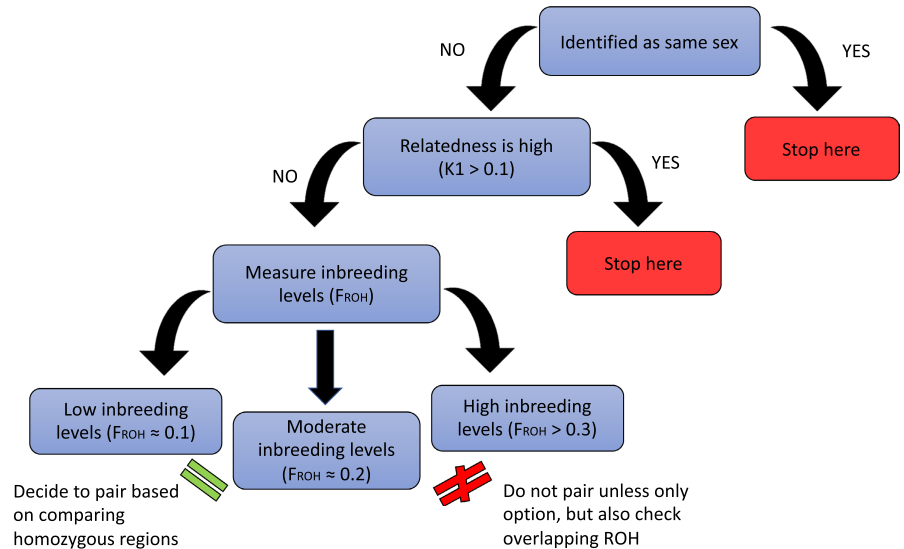 Identified as same sex
NO
YES
Stop here
Relatedness is high
(K1 > 0.1)
NO
YES
Stop here
Measure inbreeding
levels (FROH)
Low inbreeding
levels (FROH ≈ 0.1)
Moderate
inbreeding levels
(FROH ≈ 0.2)
High inbreeding
levels (FROH > 0.3)
Decide to pair based
on comparing
homozygous regions
Do not pair unless only
option, but also check
overlapping ROH